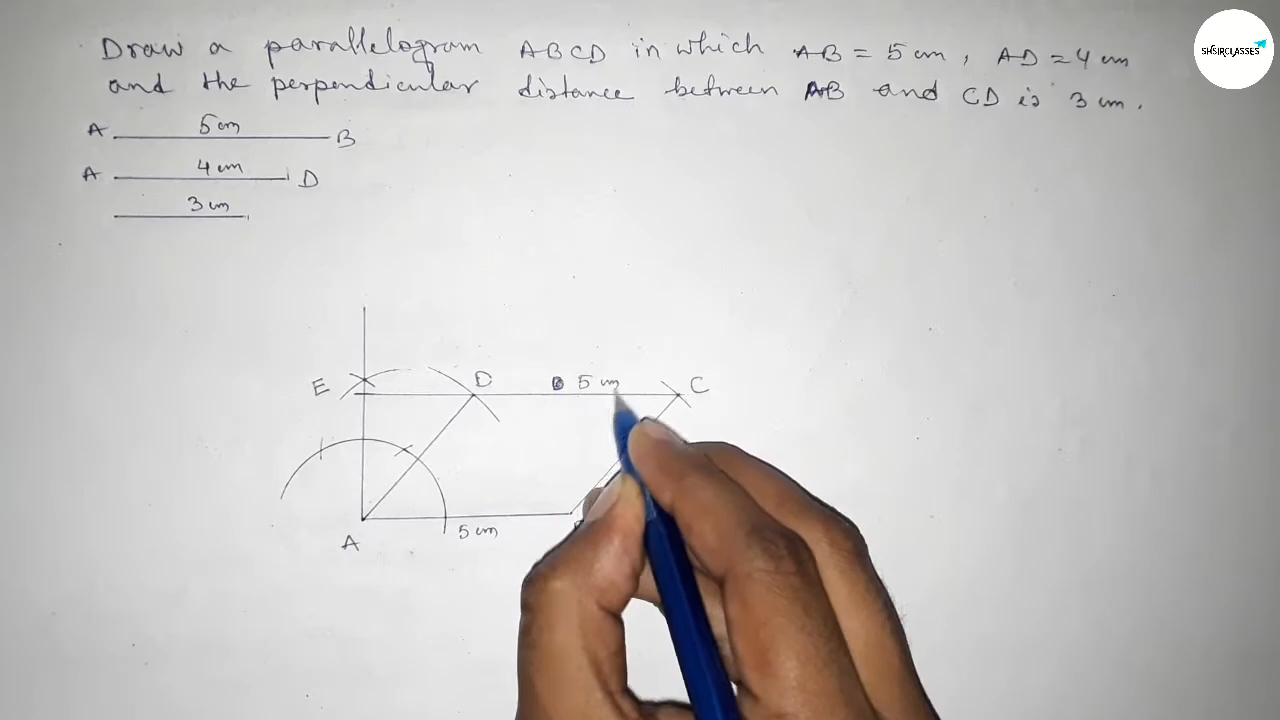 Draw a parallelogram ABCD in which AB = 5 cm, AD = 4 cm
and the perpendicular distance between AB and CD is 3 cm.
SHSIRCLASSES
A 5 cm B
A 4 cm D
3 cm
E D 5 cm C
A 5 cm